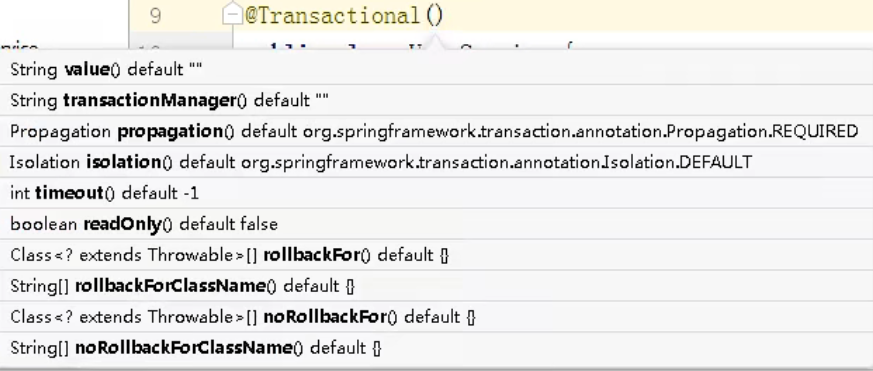 9 @Transactional()
String value() default ""
String transactionManager() default ""
Propagation propagation() default org.springframework.transaction.annotation.Propagation.REQUIRED
Isolation isolation() default org.springframework.transaction.annotation.Isolation.DEFAULT
int timeout() default -1
boolean readOnly() default false
Class<? extends Throwable>[] rollbackFor() default {}
String[] rollbackForClassName() default {}
Class<? extends Throwable>[] noRollbackFor() default {}
String[] noRollbackForClassName() default {}